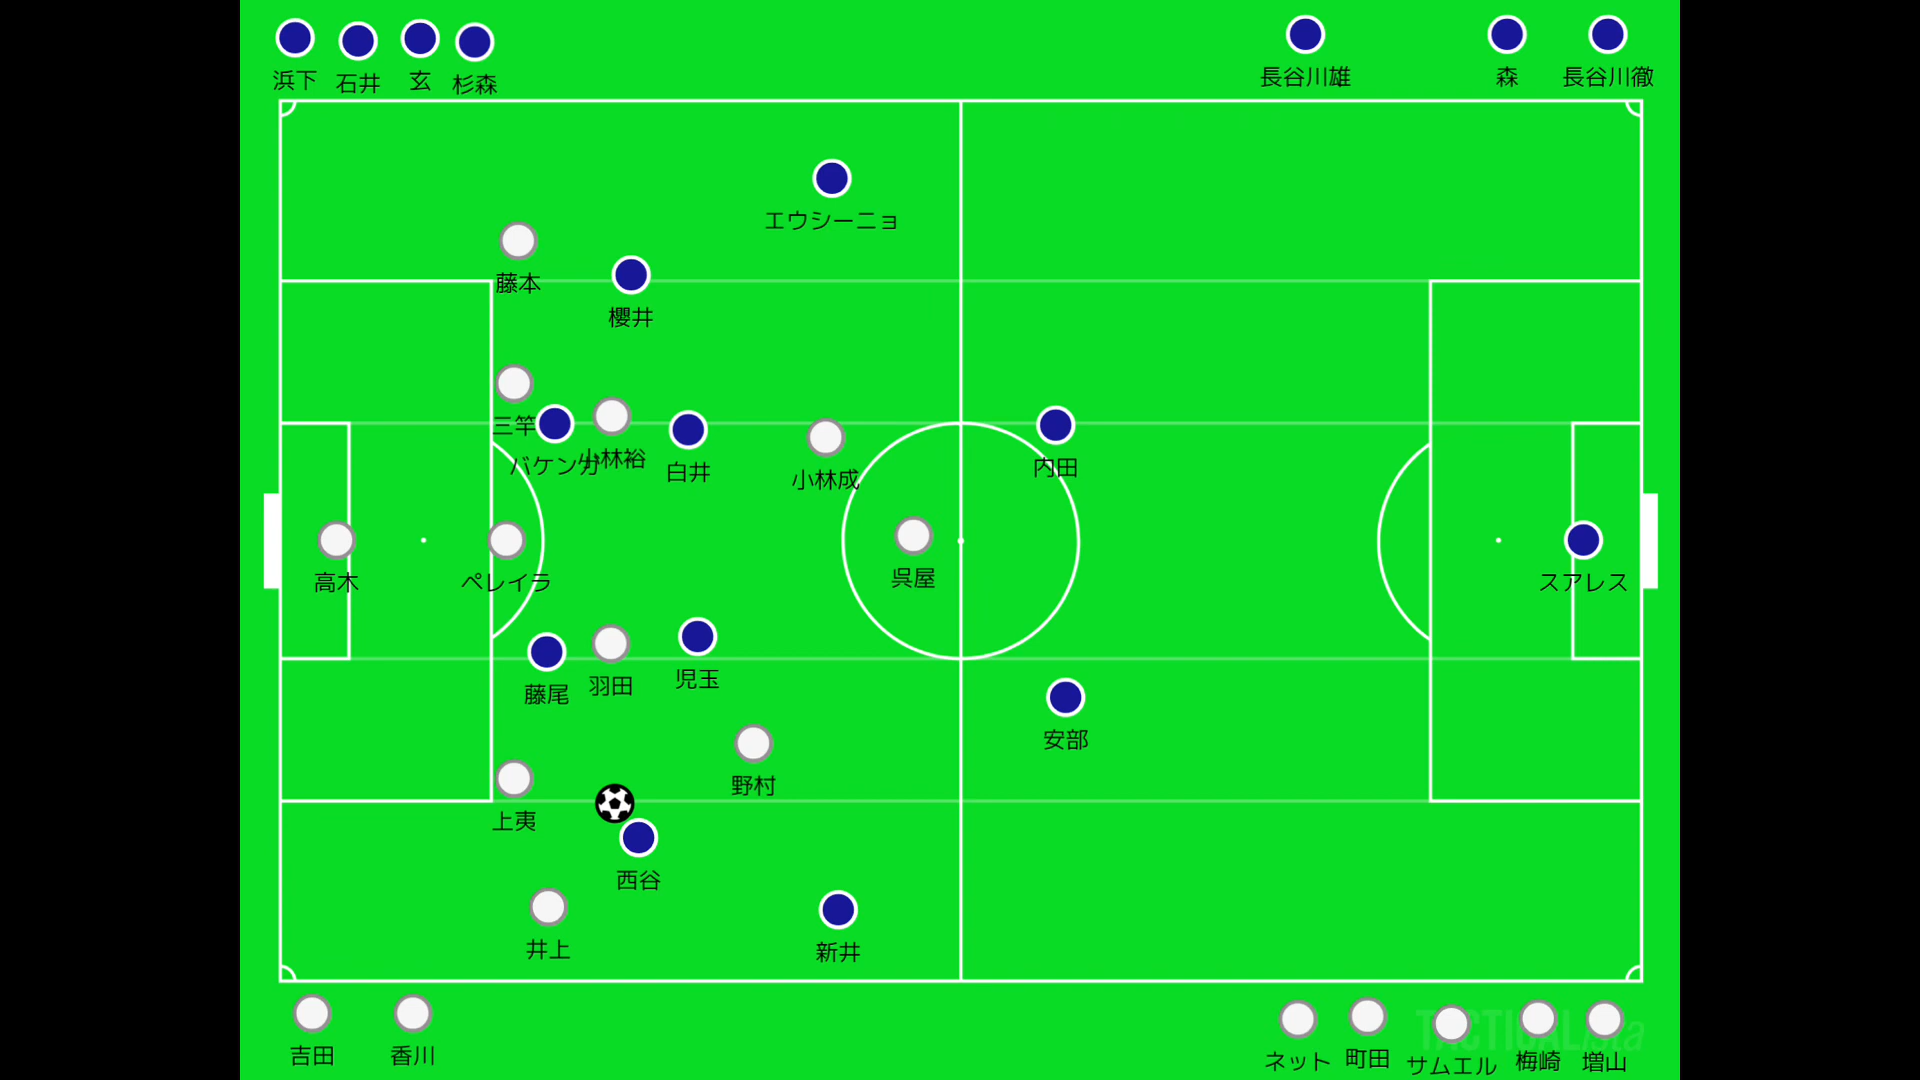 浜下
石井
玄
杉森
長谷川雄
森
長谷川徹
エウシーニョ
藤本
櫻井
三竿
バケンガ
小林裕
白井
小林成
内田
呉屋
高木
ペレイラ
スアレス
藤尾
羽田
児玉
安部
野村
上夷
西谷
井上
新井
TACTICALista
吉田
香川
ネット
町田
サムエル
梅崎
増山